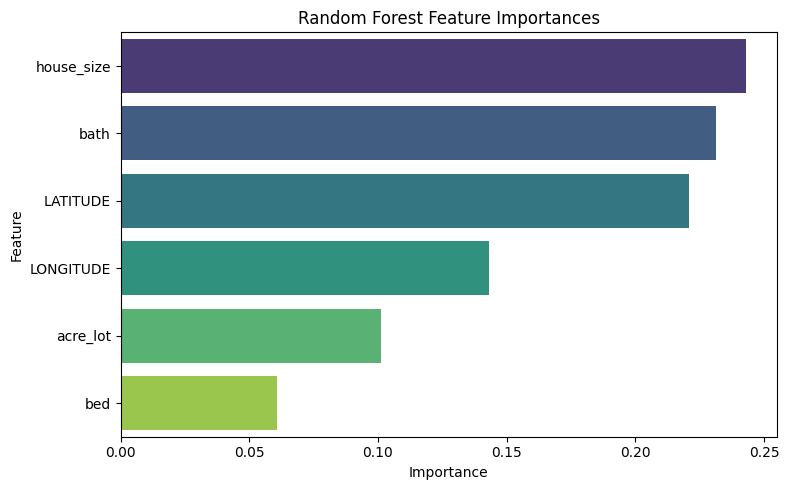 Random Forest Feature Importances
house_size
bath
LATITUDE
LONGITUDE
acre_lot
bed
Feature
0.00 0.05 0.10 0.15 0.20 0.25
Importance